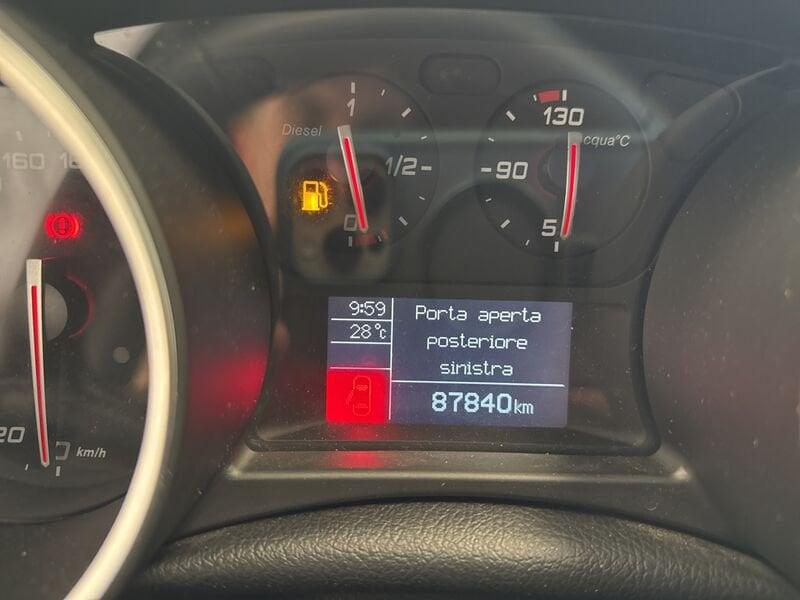 160
20
0
km/h
Diesel
1
1/2
0
130
90
5
cqua°C
9:59
28°c
Porta aperta
posteriore
sinistra
87840km